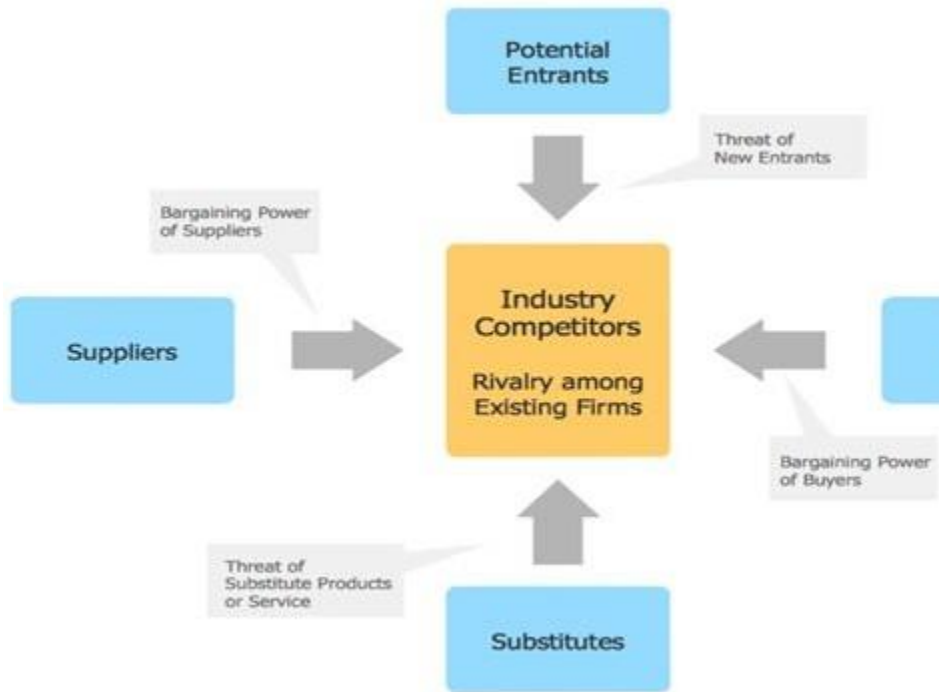 Potential
Entrants
Threat of
New Entrants
Bargaining Power
of Suppliers
Suppliers
Industry
Competitors
Rivalry among
Existing Firms
Bargaining Power
of Buyers
Threat of
Substitute Products
or Service
Substitutes